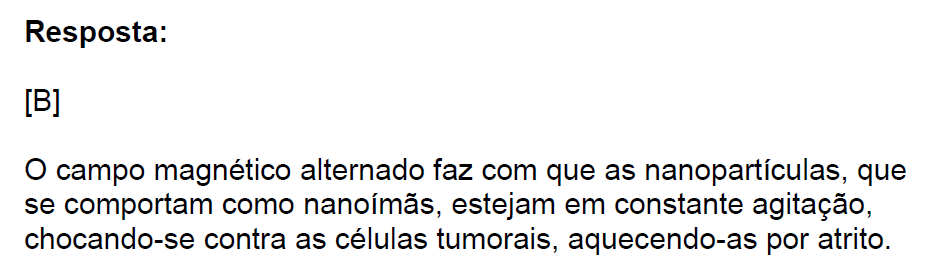 Resposta:
[B]
O campo magnético alternado faz com que as nanopartículas, que
se comportam como nanoímãs, estejam em constante agitação,
chocando-se contra as células tumorais, aquecendo-as por atrito.